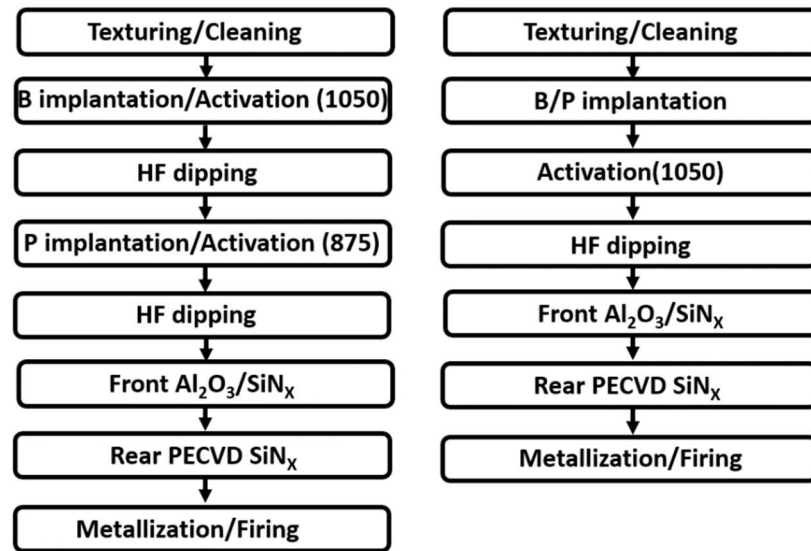 Texturing/Cleaning
B implantation/Activation (1050)
HF dipping
P implantation/Activation (875)
HF dipping
Front Al₂O₃/SiNₓ
Rear PECVD SiNₓ
Metallization/Firing
Texturing/Cleaning
B/P implantation
Activation(1050)
HF dipping
Front Al₂O₃/SiNₓ
Rear PECVD SiNₓ
Metallization/Firing